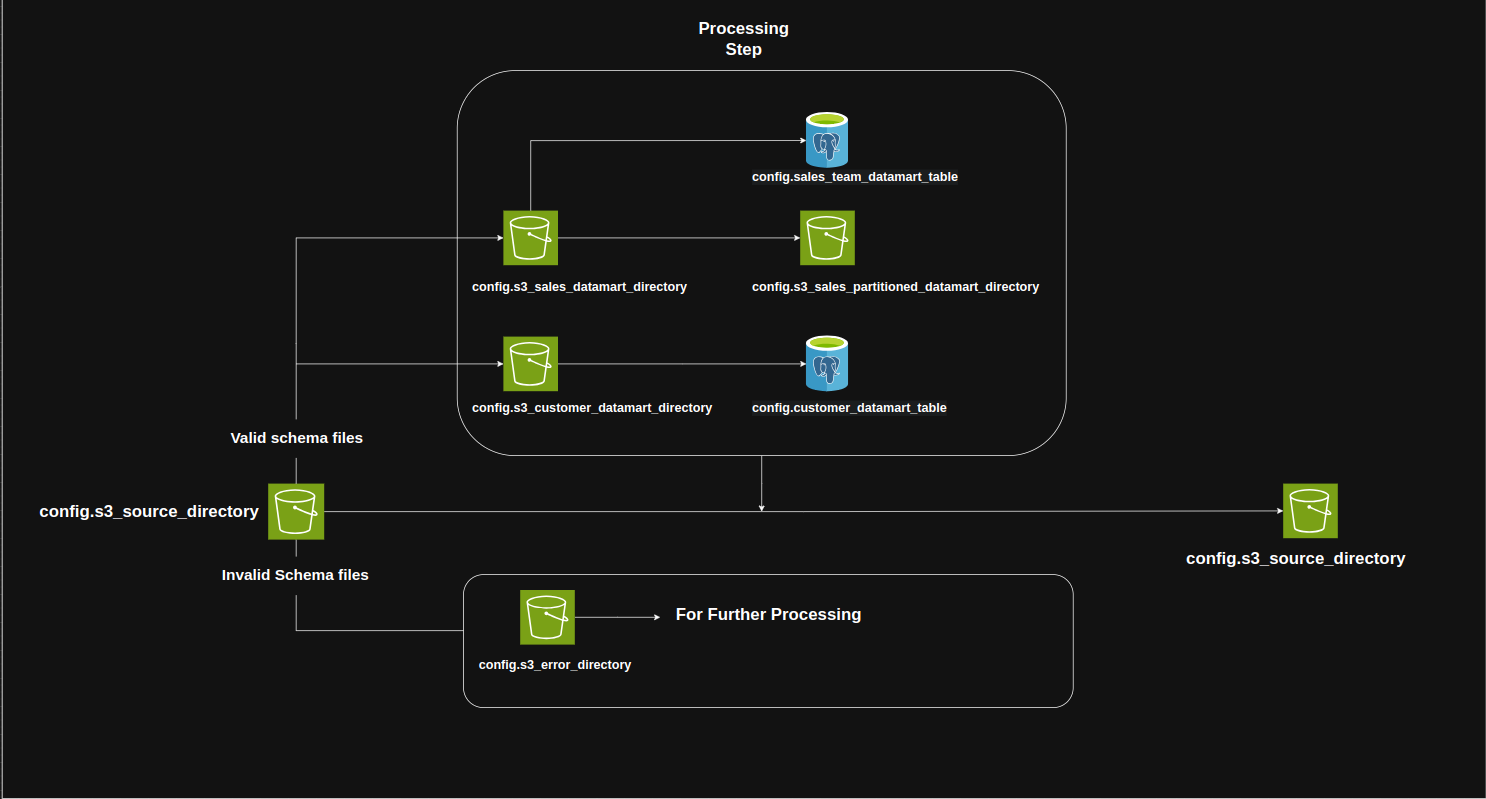 Processing
Step
config.sales_team_datamart_table
config.s3_sales_datamart_directory
config.s3_sales_partitioned_datamart_directory
config.s3_customer_datamart_directory
config.customer_datamart_table
Valid schema files
config.s3_source_directory
config.s3_source_directory
Invalid Schema files
For Further Processing
config.s3_error_directory